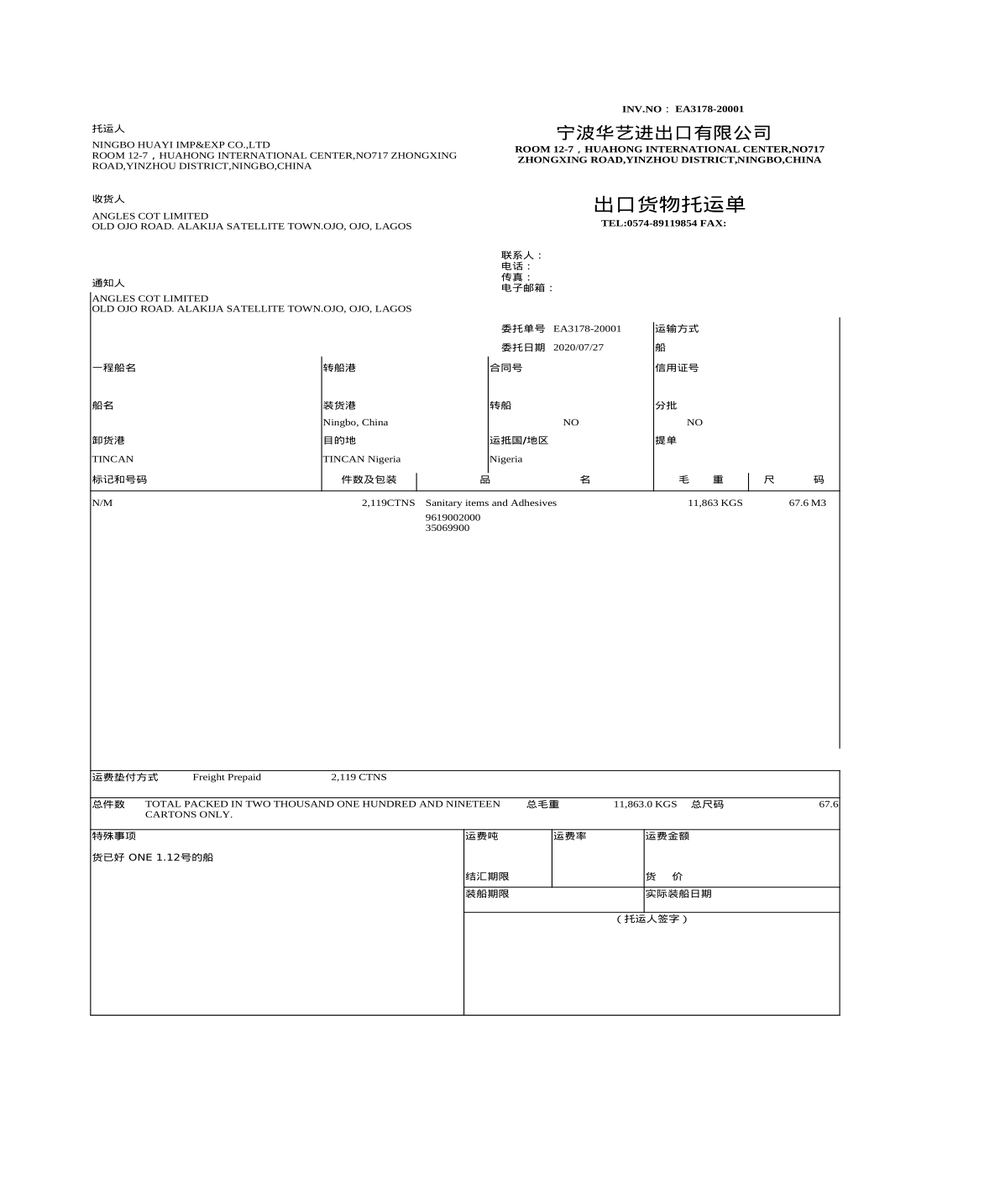 INV.NO： EA3178-20001
托运人
宁波华艺进出口有限公司
NINGBO HUAYI IMP&EXP CO.,LTD
ROOM 12-7，HUAHONG INTERNATIONAL CENTER,NO717 ZHONGXING
ROAD,YINZHOU DISTRICT,NINGBO,CHINA
ROOM 12-7，HUAHONG INTERNATIONAL CENTER,NO717
ZHONGXING ROAD,YINZHOU DISTRICT,NINGBO,CHINA
收货人
出口货物托运单
ANGLES COT LIMITED
OLD OJO ROAD. ALAKIJA SATELLITE TOWN.OJO, OJO, LAGOS
TEL:0574-89119854 FAX:
联系人：
电话：
传真：
电子邮箱：
通知人
ANGLES COT LIMITED
OLD OJO ROAD. ALAKIJA SATELLITE TOWN.OJO, OJO, LAGOS
委托单号 EA3178-20001 运输方式
委托日期 2020/07/27 船
一程船名 转船港 合同号 信用证号
船名 装货港 转船 分批
Ningbo, China NO NO
卸货港 目的地 运抵国/地区 提单
TINCAN TINCAN Nigeria Nigeria
标记和号码 件数及包装 品 名 毛 重 尺 码
N/M 2,119CTNS Sanitary items and Adhesives 11,863 KGS 67.6 M3
9619002000
35069900
运费垫付方式 Freight Prepaid 2,119 CTNS
总件数 TOTAL PACKED IN TWO THOUSAND ONE HUNDRED AND NINETEEN 总毛重 11,863.0 KGS 总尺码 67.6
CARTONS ONLY.
特殊事项 运费吨 运费率 运费金额
货已好 ONE 1.12号的船
结汇期限 货 价
装船期限 实际装船日期
（托运人签字）